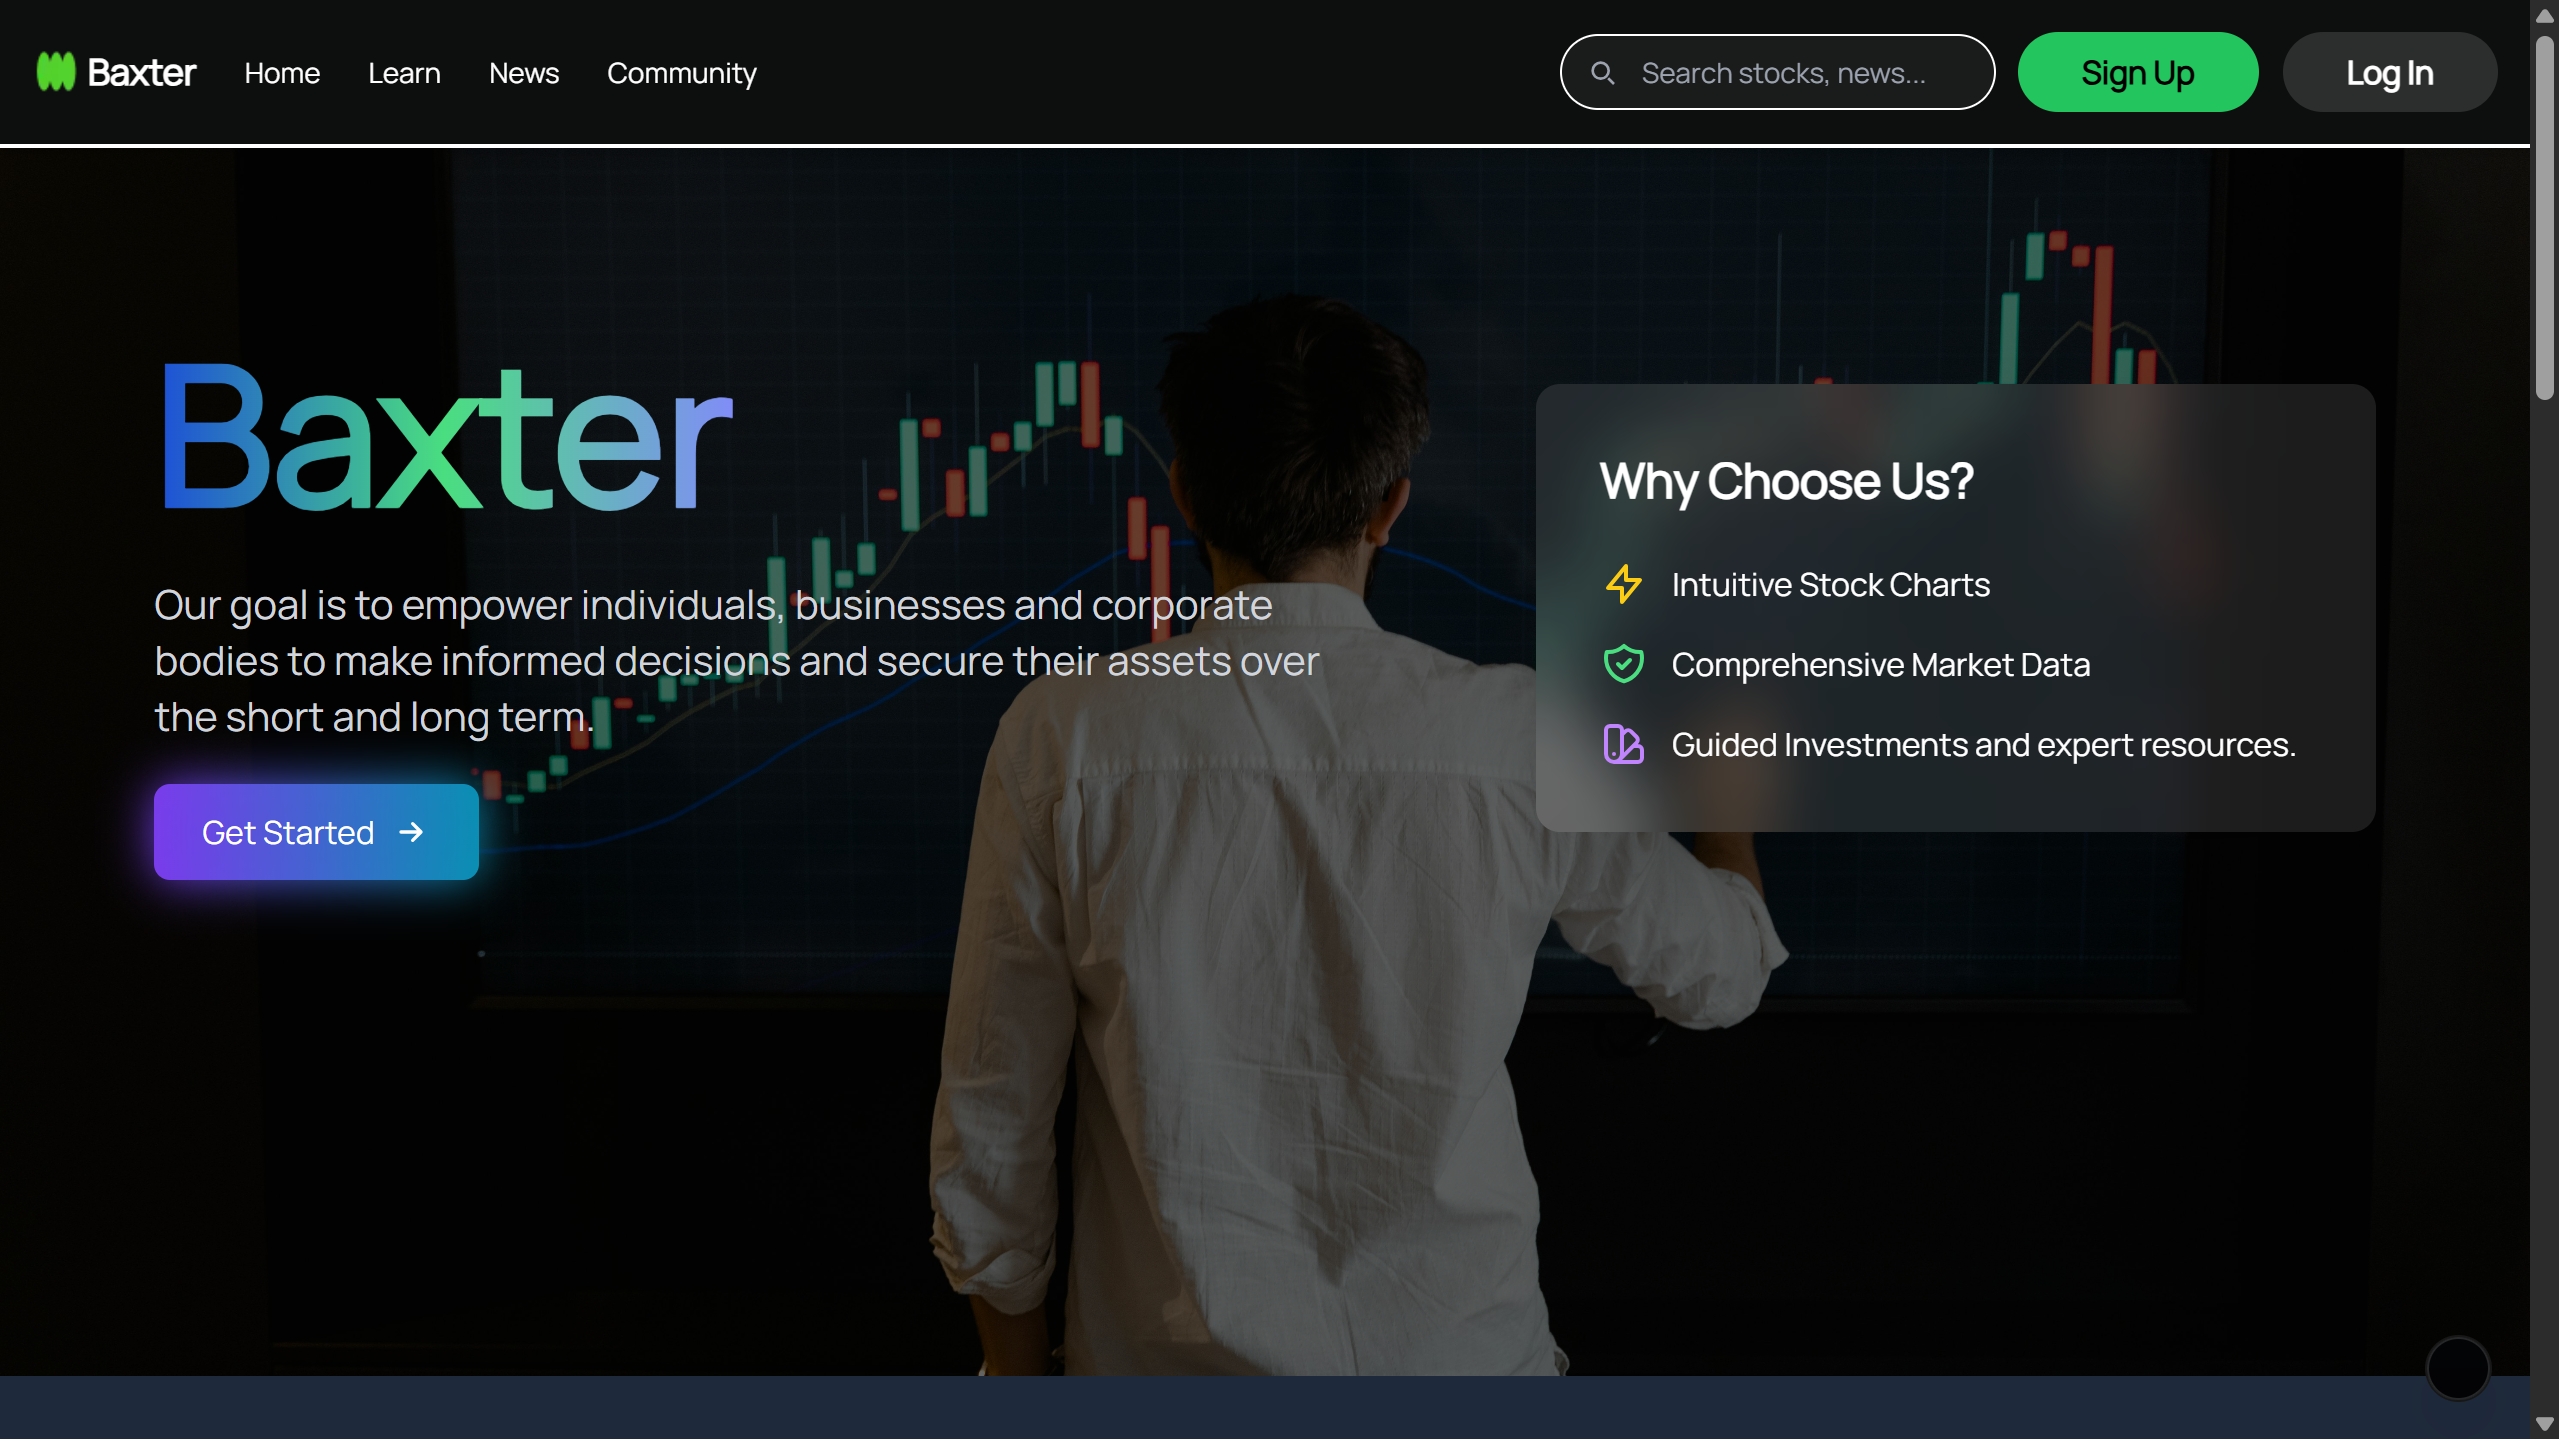 Baxter
Home
Learn
News
Community
Search stocks, news...
Sign Up
Log In
Baxter
Our goal is to empower individuals, businesses and corporate
bodies to make informed decisions and secure their assets over
the short and long term.
Get Started
Why Choose Us?
Intuitive Stock Charts
Comprehensive Market Data
Guided Investments and expert resources.